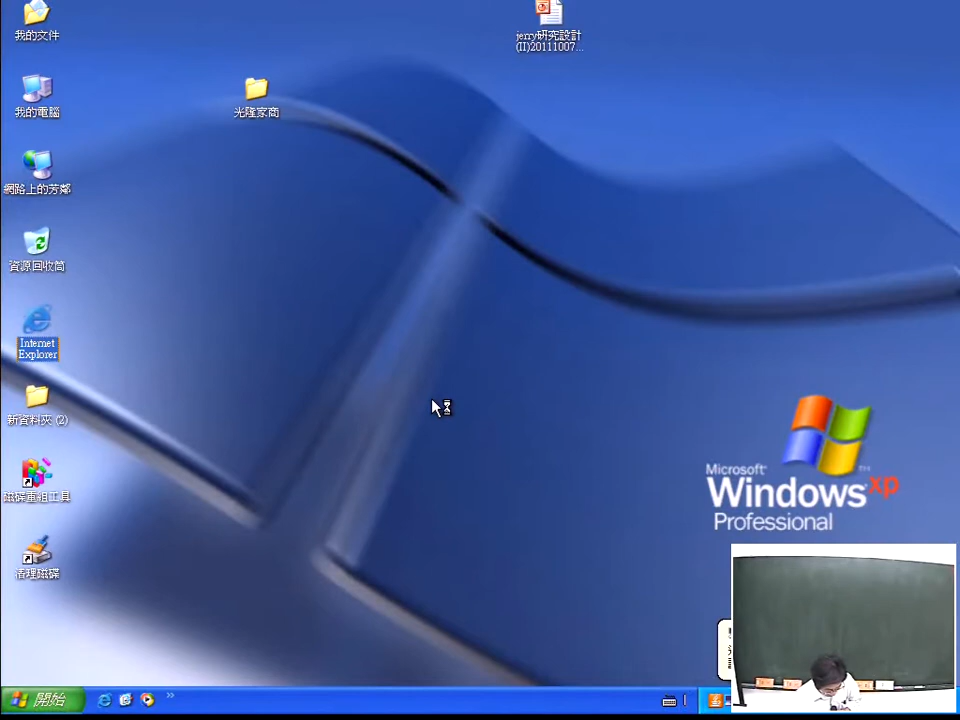 我的文件
jerry研究設計
(II)20111007...
我的電腦
光隆家商
網路上的芳鄰
資源回收筒
Internet
Explorer
新資料夾 (2)
磁碟重組工具
清理磁碟
Microsoft
Windows xp
Professional
開始